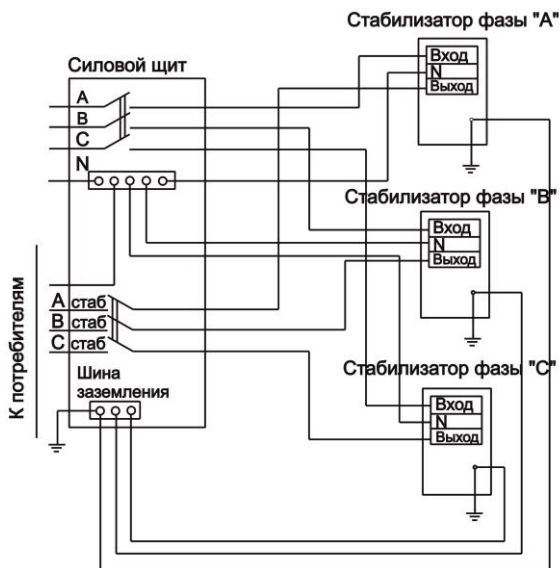 Стабилизатор фазы "А"
Вход
N
Выход
Силовой щит
А
В
С
N
Стабилизатор фазы "В"
Вход
N
Выход
К потребителям
А стаб
В стаб
С стаб
Шина
заземления
Стабилизатор фазы "С"
Вход
N
Выход